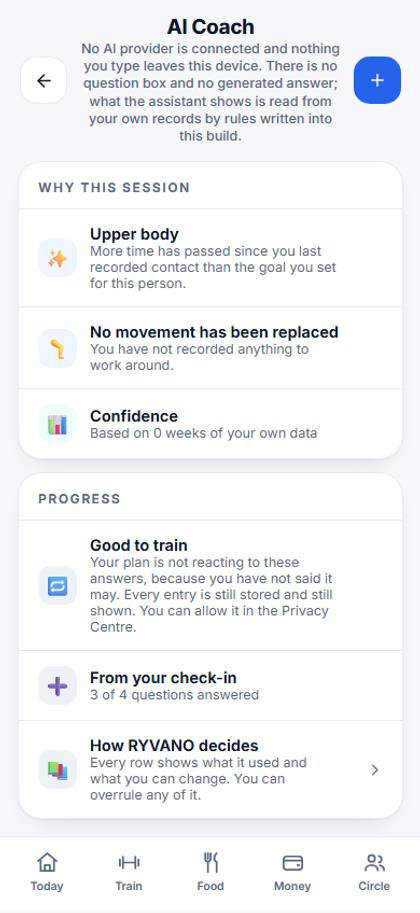 AI Coach
No AI provider is connected and nothing
you type leaves this device. There is no
question box and no generated answer;
what the assistant shows is read from
your own records by rules written into
this build.
WHY THIS SESSION
Upper body
More time has passed since you last
recorded contact than the goal you set
for this person.
No movement has been replaced
You have not recorded anything to
work around.
Confidence
Based on 0 weeks of your own data
PROGRESS
Good to train
Your plan is not reacting to these
answers, because you have not said it
may. Every entry is still stored and still
shown. You can allow it in the Privacy
Centre.
From your check-in
3 of 4 questions answered
How RYVANO decides
Every row shows what it used and
what you can change. You can
overrule any of it.
Today
Train
Food
Money
Circle